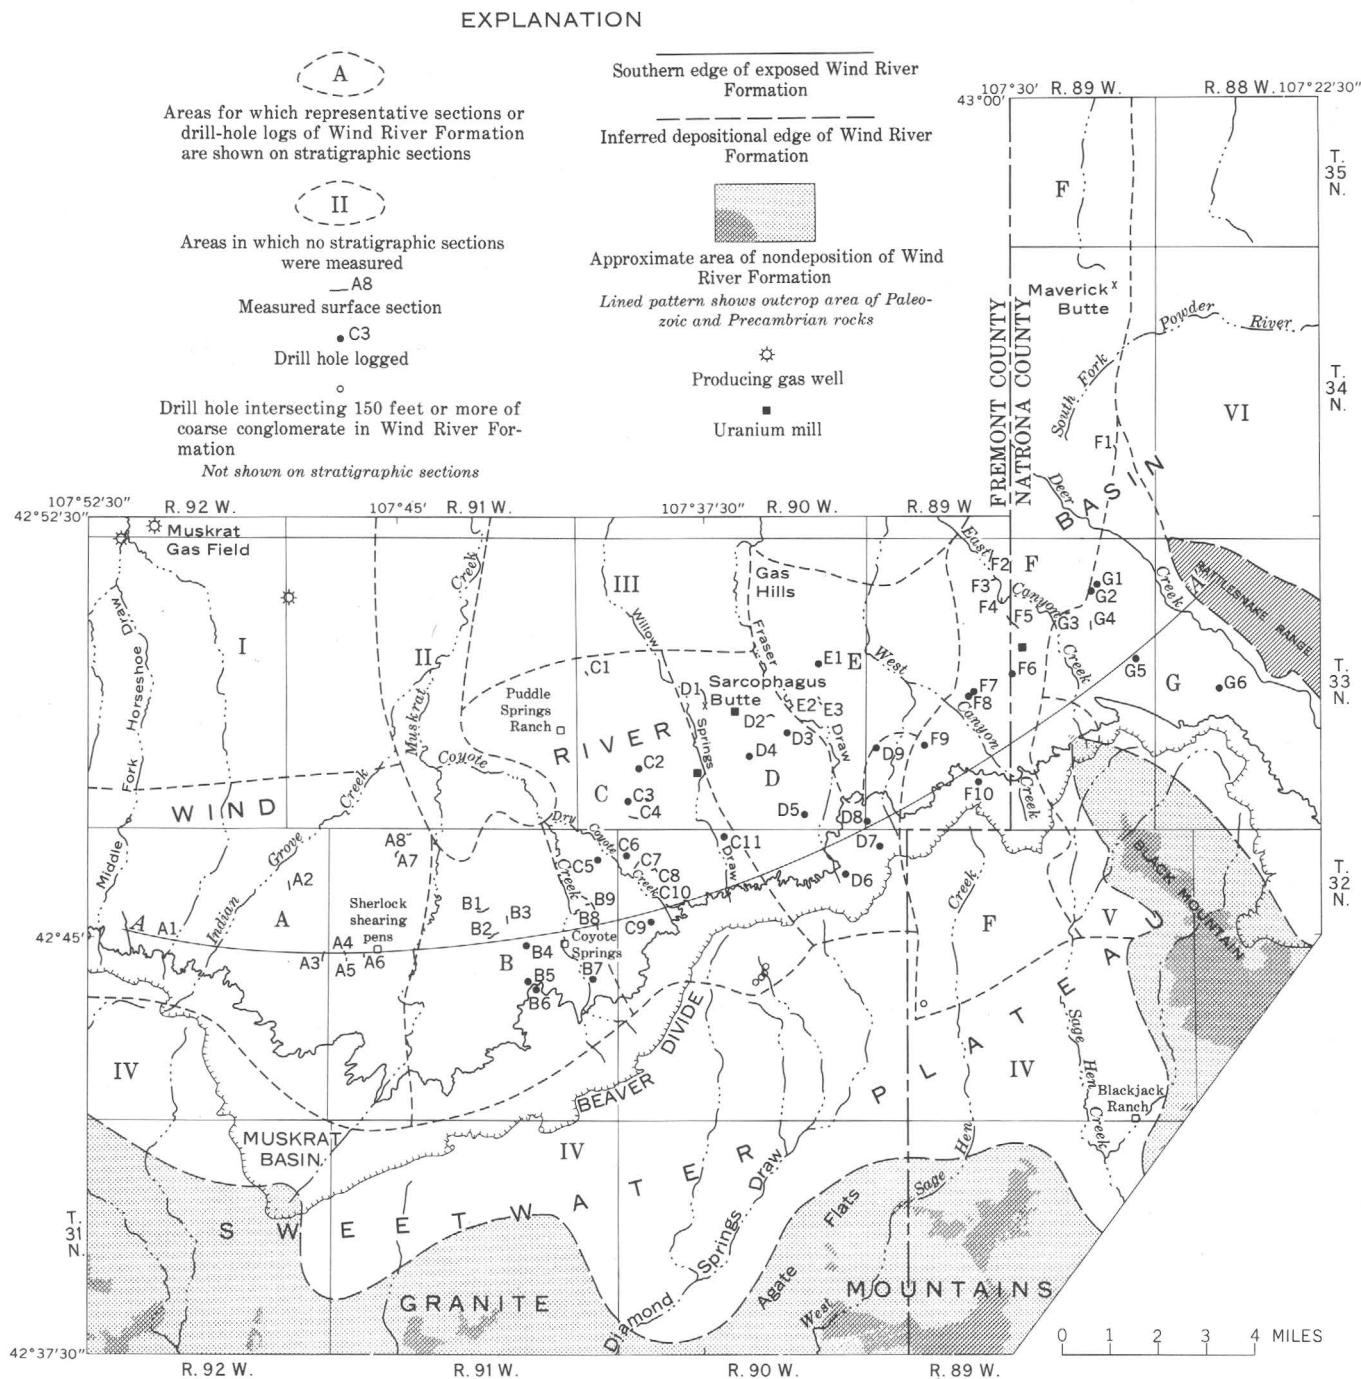 EXPLANATION
A
Areas for which representative sections or
drill-hole logs of Wind River Formation
are shown on stratigraphic sections
II
Areas in which no stratigraphic sections
were measured
A8
Measured surface section
C3
Drill hole logged
Drill hole intersecting 150 feet or more of
coarse conglomerate in Wind River For-
mation
Not shown on stratigraphic sections
Southern edge of exposed Wind River
Formation
Inferred depositional edge of Wind River
Formation
Approximate area of nondeposition of Wind
River Formation
Lined pattern shows outcrop area of Paleo-
zoic and Precambrian rocks
Producing gas well
Uranium mill
107°30' R. 89 W. R. 88 W. 107°22'30"
43°00'
T.
35
N.
F
Maverick
Butte
Powder
River
South Fork
T.
34
N.
VI
FREMONT COUNTY
NATRONA COUNTY
F1
BASIN
Deer
Creek
107°52'30" R. 92 W. 107°45' R. 91 W. 107°37'30" R. 90 W. R. 89 W
42°52'30"
Muskrat
Gas Field
Creek
III
Gas
Hills
East
Canyon
Creek
F2
F
F3
F4
F5
G1
G2
G3
G4
A'
RATTLESNAKE RANGE
I
II
Middle Fork Horseshoe Draw
Muskrat
Willow
Springs
Draw
Fraser
Draw
E1
E
West
Canyon
Creek
C1
Puddle
Springs
Ranch
D1
Sarcophagus
Butte
E2
E3
D2
D3
D4
D9
F6
F7
F8
F9
G5
G
G6
T.
33
N.
Coyote
RIVER
C2
C
C3
C4
D
D5
D8
F10
WIND
Indian Grove Creek
Dry
Coyote
Creek
Creek
A8
A7
A2
C5
C6
C7
C8
C10
C11
D7
D6
BLACK MOUNTAIN
T.
32
N.
Sherlock
shearing
pens
B1
B3
B2
B9
B8
C9
A
A1
A
A3
A4
A5
A6
42°45'
B
B4
B5
B6
B7
Coyote
Springs
Creek
F
V
IV
BEAVER DIVIDE
PLATEAU
IV
Sage
Hen
Creek
Blackjack
Ranch
MUSKRAT
BASIN
IV
SWEETWATER
T.
31
N.
Diamond Springs Draw
Agate Flats
West
Sage Hen
GRANITE
MOUNTAINS
42°37'30"
0 1 2 3 4 MILES
R. 92 W. R. 91 W. R. 90 W. R. 89 W.